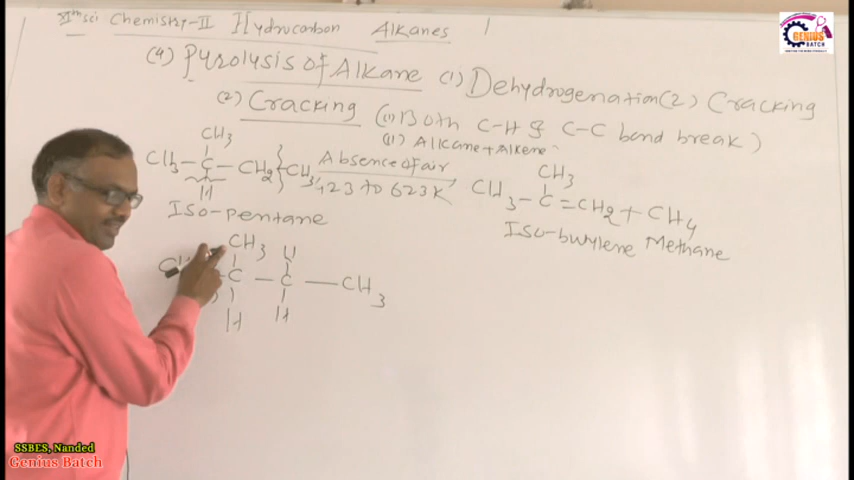 XIth sci Chemistry-II Hydrocarbon Alkanes
GENIUS
BATCH
(4) Pyrolysis of Alkane (1) Dehydrogenation (2) Cracking
(2) Cracking (i) Both C-H & C-C bond break)
(ii) Alkane + Alkene
CH3 CH3
CH3-C-CH2}CH3 Absence of air CH3-C=CH2 + CH4
H 423 to 623K
Iso-pentane Iso-butylene Methane
CH3 H
C - C - CH3
H H
SSBES, Nanded
Genius Batch